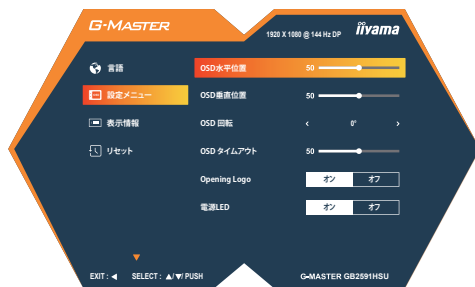 G-MASTER
1920 X 1080 @ 144 Hz DP
iiyama
言語
設定メニュー
表示情報
リセット
OSD水平位置 50
OSD垂直位置 50
OSD 回転 < 0° >
OSD タイムアウト 50
Opening Logo オン オフ
電源LED オン オフ
EXIT : ◀ SELECT : ▲/▼/ PUSH
G-MASTER GB2591HSU